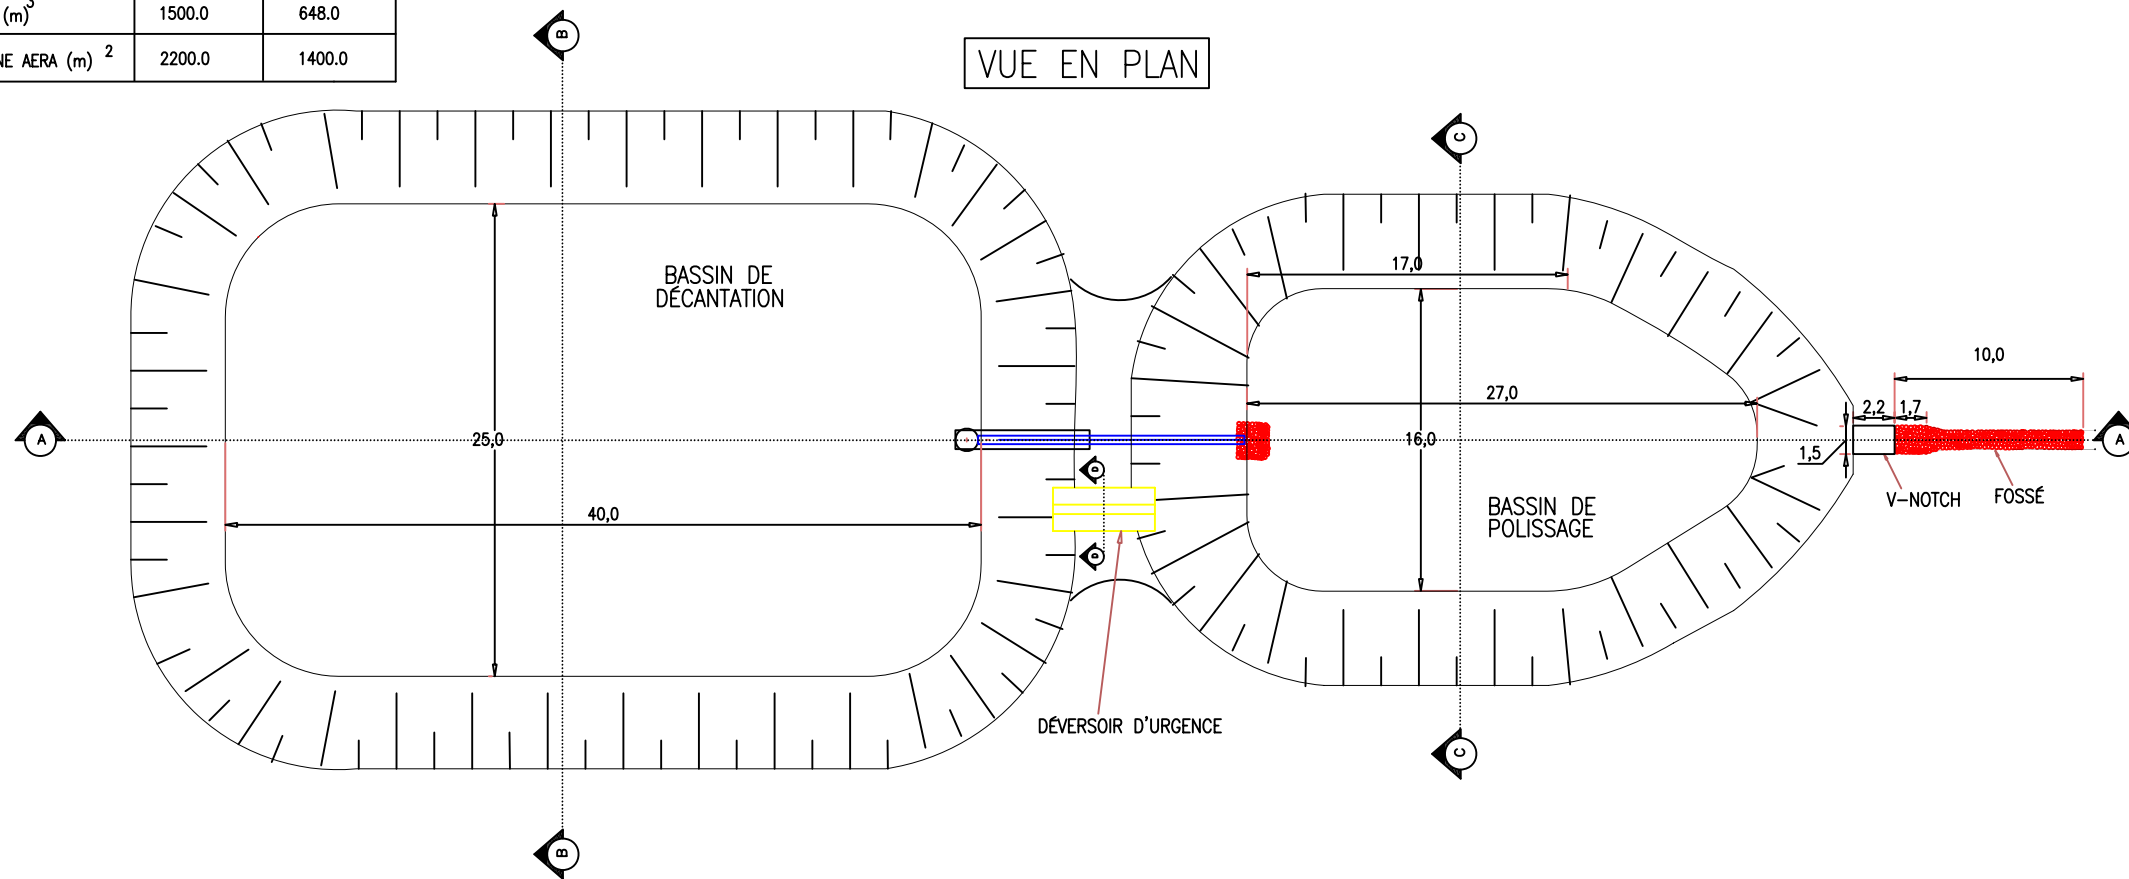 (m)3 1500.0 648.0
NE AERA (m) 2 2200.0 1400.0
VUE EN PLAN
B
C
BASSIN DE
DÉCANTATION
17,0
27,0
10,0
2,2 1,7
A
25,0
16,0
1,5
A
D
40,0
D
BASSIN DE
POLISSAGE
V-NOTCH
FOSSÉ
DÉVERSOIR D'URGENCE
C
B